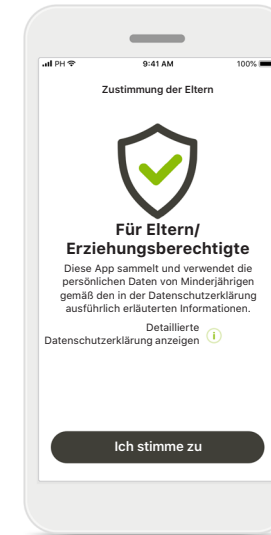 PH 9:41 AM 100%
Zustimmung der Eltern
Für Eltern/
Erziehungsberechtigte
Diese App sammelt und verwendet die
persönlichen Daten von Minderjährigen
gemäß den in der Datenschutzerklärung
ausführlich erläuterten Informationen.
Detaillierte
Datenschutzerklärung anzeigen
Ich stimme zu